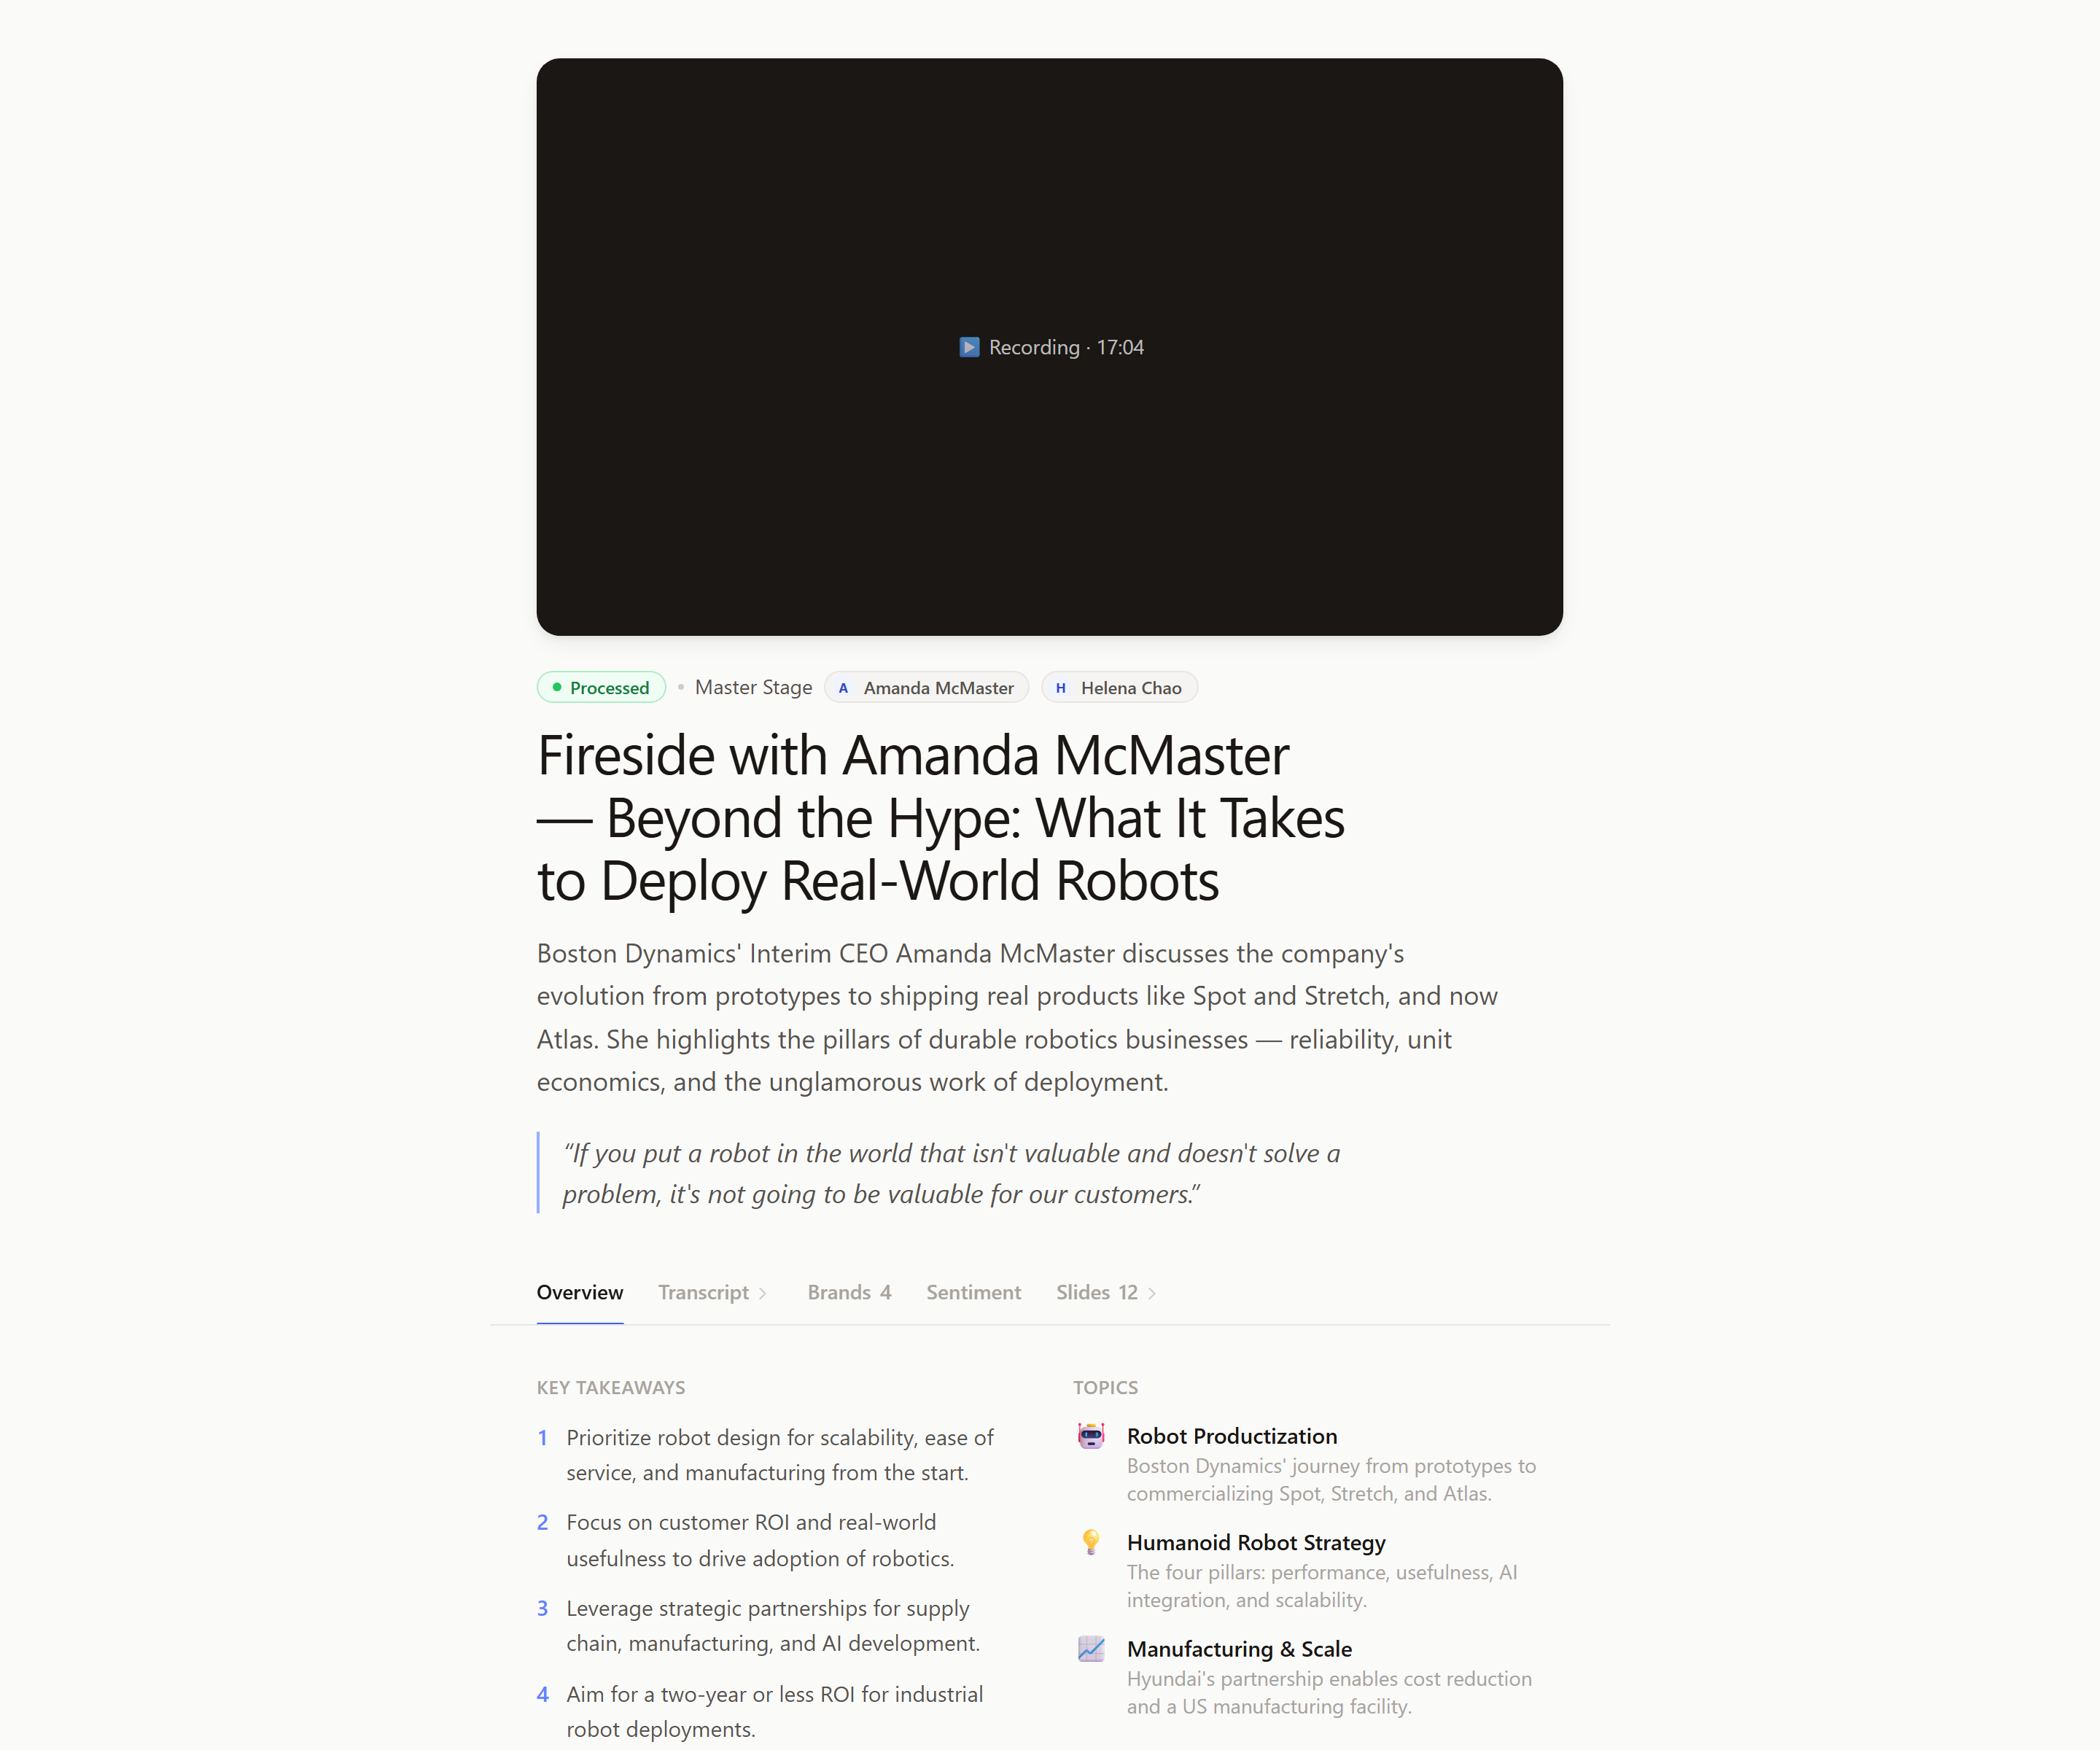 Recording · 17:04
Processed
Master Stage
A Amanda McMaster
H Helena Chao
Fireside with Amanda McMaster
— Beyond the Hype: What It Takes
to Deploy Real-World Robots
Boston Dynamics' Interim CEO Amanda McMaster discusses the company's
evolution from prototypes to shipping real products like Spot and Stretch, and now
Atlas. She highlights the pillars of durable robotics businesses — reliability, unit
economics, and the unglamorous work of deployment.
“If you put a robot in the world that isn't valuable and doesn't solve a
problem, it's not going to be valuable for our customers.”
Overview Transcript Brands 4 Sentiment Slides 12
KEY TAKEAWAYS
1 Prioritize robot design for scalability, ease of
service, and manufacturing from the start.
2 Focus on customer ROI and real-world
usefulness to drive adoption of robotics.
3 Leverage strategic partnerships for supply
chain, manufacturing, and AI development.
4 Aim for a two-year or less ROI for industrial
robot deployments.
TOPICS
Robot Productization
Boston Dynamics' journey from prototypes to
commercializing Spot, Stretch, and Atlas.
Humanoid Robot Strategy
The four pillars: performance, usefulness, AI
integration, and scalability.
Manufacturing & Scale
Hyundai's partnership enables cost reduction
and a US manufacturing facility.